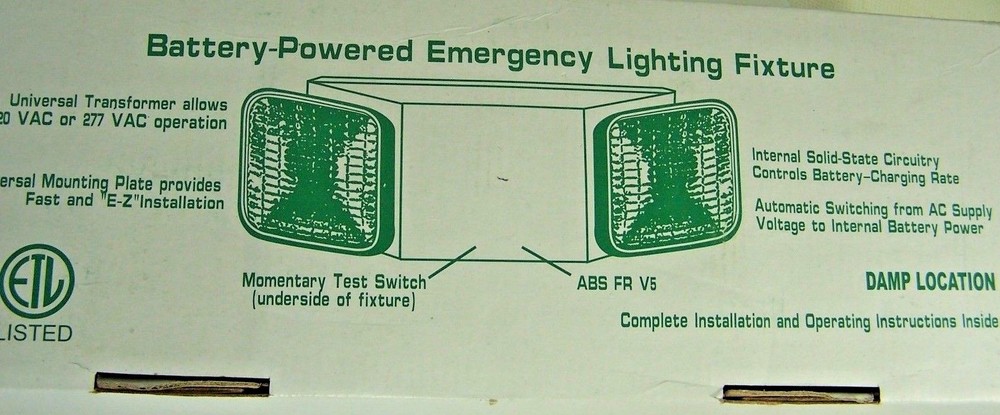 Battery-Powered Emergency Lighting Fixture
Universal Transformer allows
20 VAC or 277 VAC operation
ersal Mounting Plate provides
Fast and "E-Z"Installation
Internal Solid-State Circuitry
Controls Battery-Charging Rate
Automatic Switching from AC Supply
Voltage to Internal Battery Power
Momentary Test Switch
(underside of fixture)
ABS FR V5
ETL
LISTED
DAMP LOCATION
Complete Installation and Operating Instructions Inside